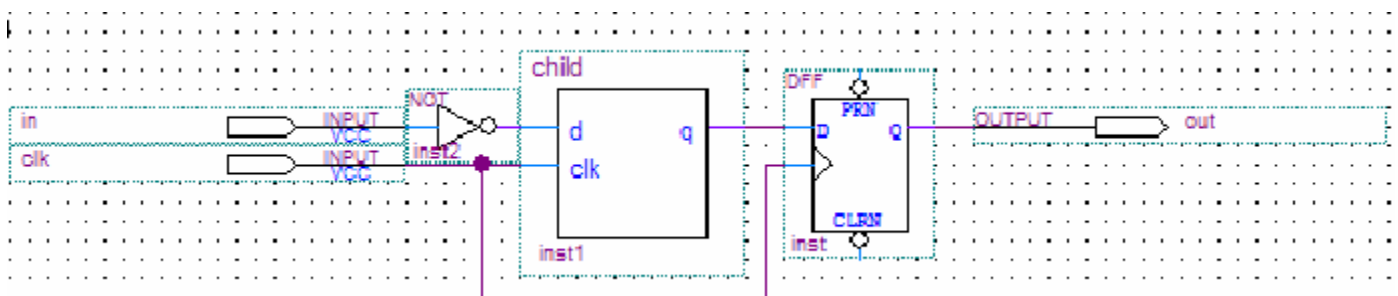 child
DFF
NOT
PRN
in
INPUT
VCC
d
q
D
Q
OUTPUT
out
inst2
clk
INPUT
VCC
clk
CLRN
inst1
inst